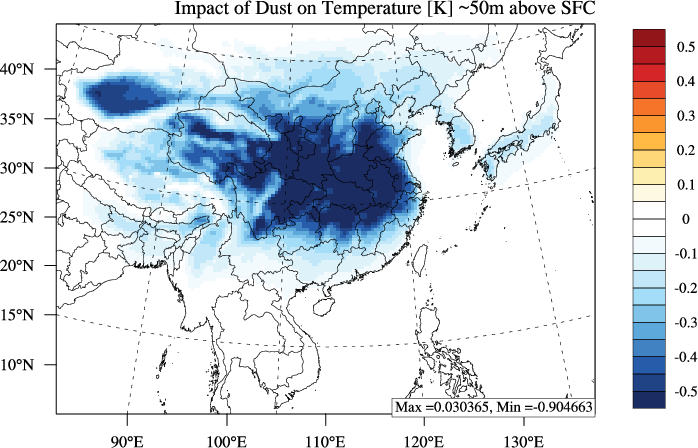 Impact of Dust on Temperature [K] ~50m above SFC
40°N
35°N
30°N
25°N
20°N
15°N
10°N
90°E
100°E
110°E
120°E
130°E
Max =0.030365, Min =-0.904663
0.5
0.4
0.3
0.2
0.1
0
-0.1
-0.2
-0.3
-0.4
-0.5